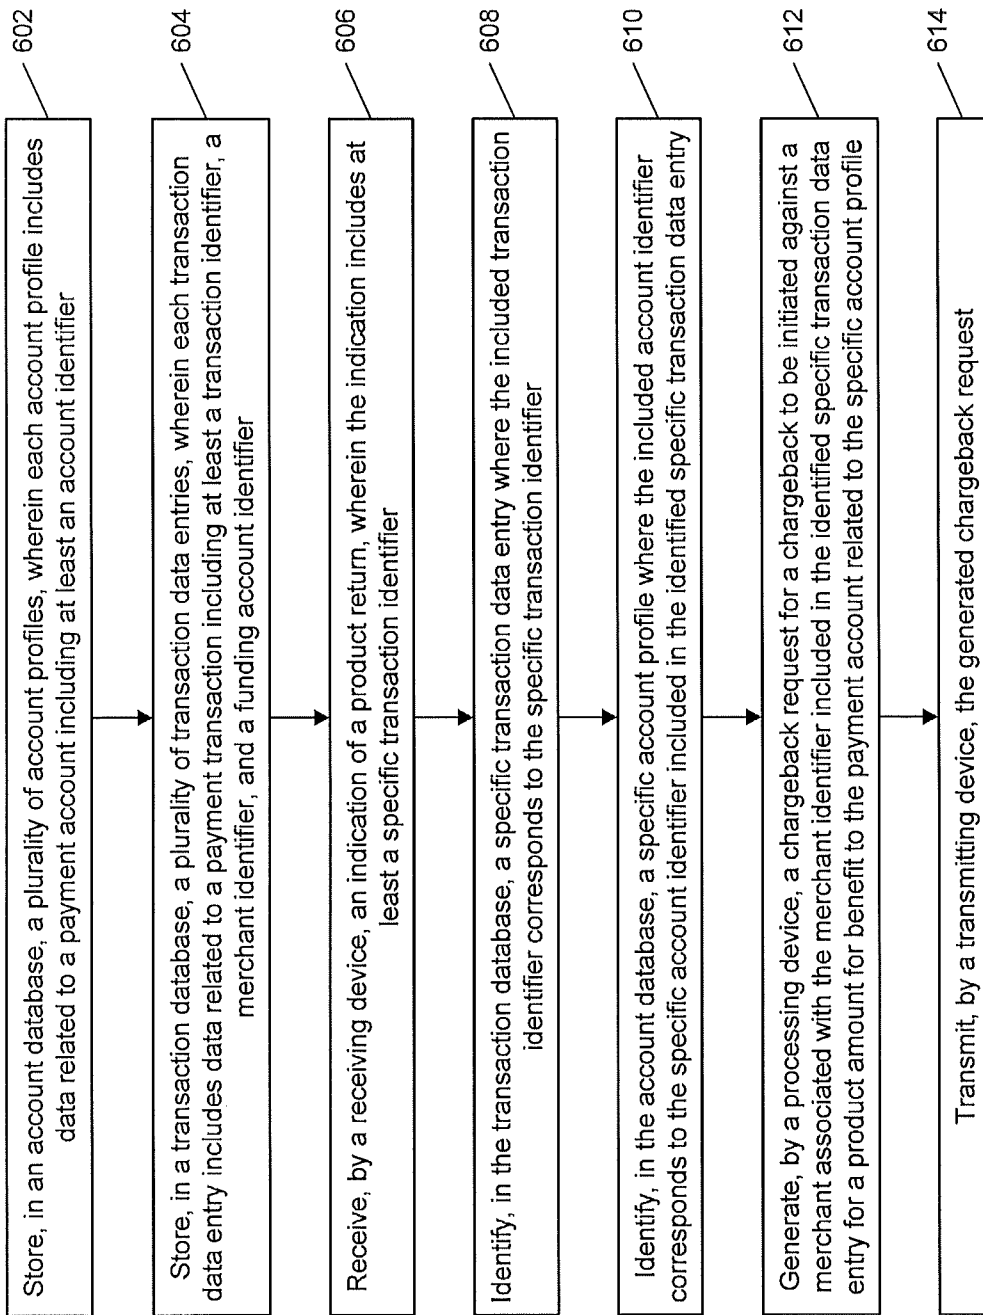 602
Store, in an account database, a plurality of account profiles, wherein each account profile includes
data related to a payment account including at least an account identifier
604
Store, in a transaction database, a plurality of transaction data entries, wherein each transaction
data entry includes data related to a payment transaction including at least a transaction identifier, a
merchant identifier, and a funding account identifier
606
Receive, by a receiving device, an indication of a product return, wherein the indication includes at
least a specific transaction identifier
608
Identify, in the transaction database, a specific transaction data entry where the included transaction
identifier corresponds to the specific transaction identifier
610
Identify, in the account database, a specific account profile where the included account identifier
corresponds to the specific account identifier included in the identified specific transaction data entry
612
Generate, by a processing device, a chargeback request for a chargeback to be initiated against a
merchant associated with the merchant identifier included in the identified specific transaction data
entry for a product amount for benefit to the payment account related to the specific account profile
614
Transmit, by a transmitting device, the generated chargeback request